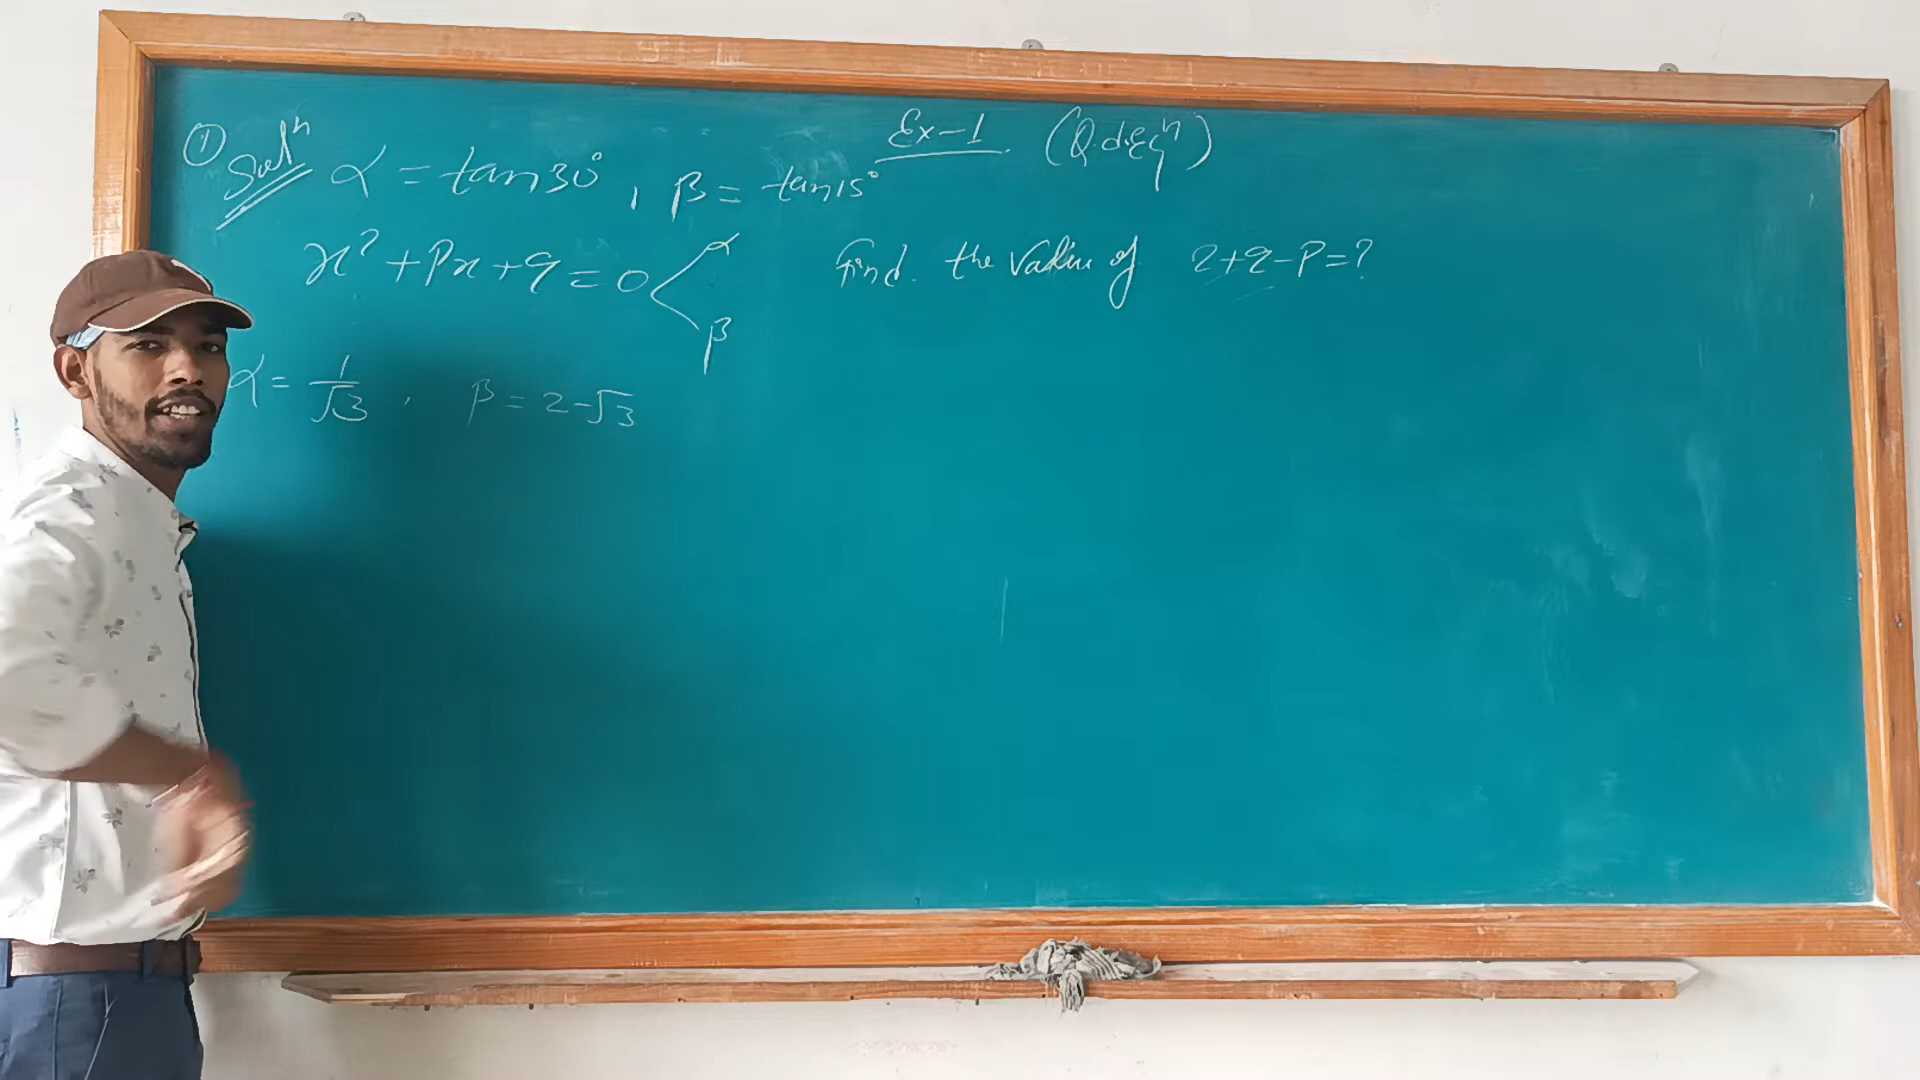 Ex-1. (Q.d.Eqⁿ)
① Solⁿ α = tan30°, β = tan15°
x² + Px + q = 0 < α β
find. the value of 2+q-P=?
α = 1/√3, β = 2-√3